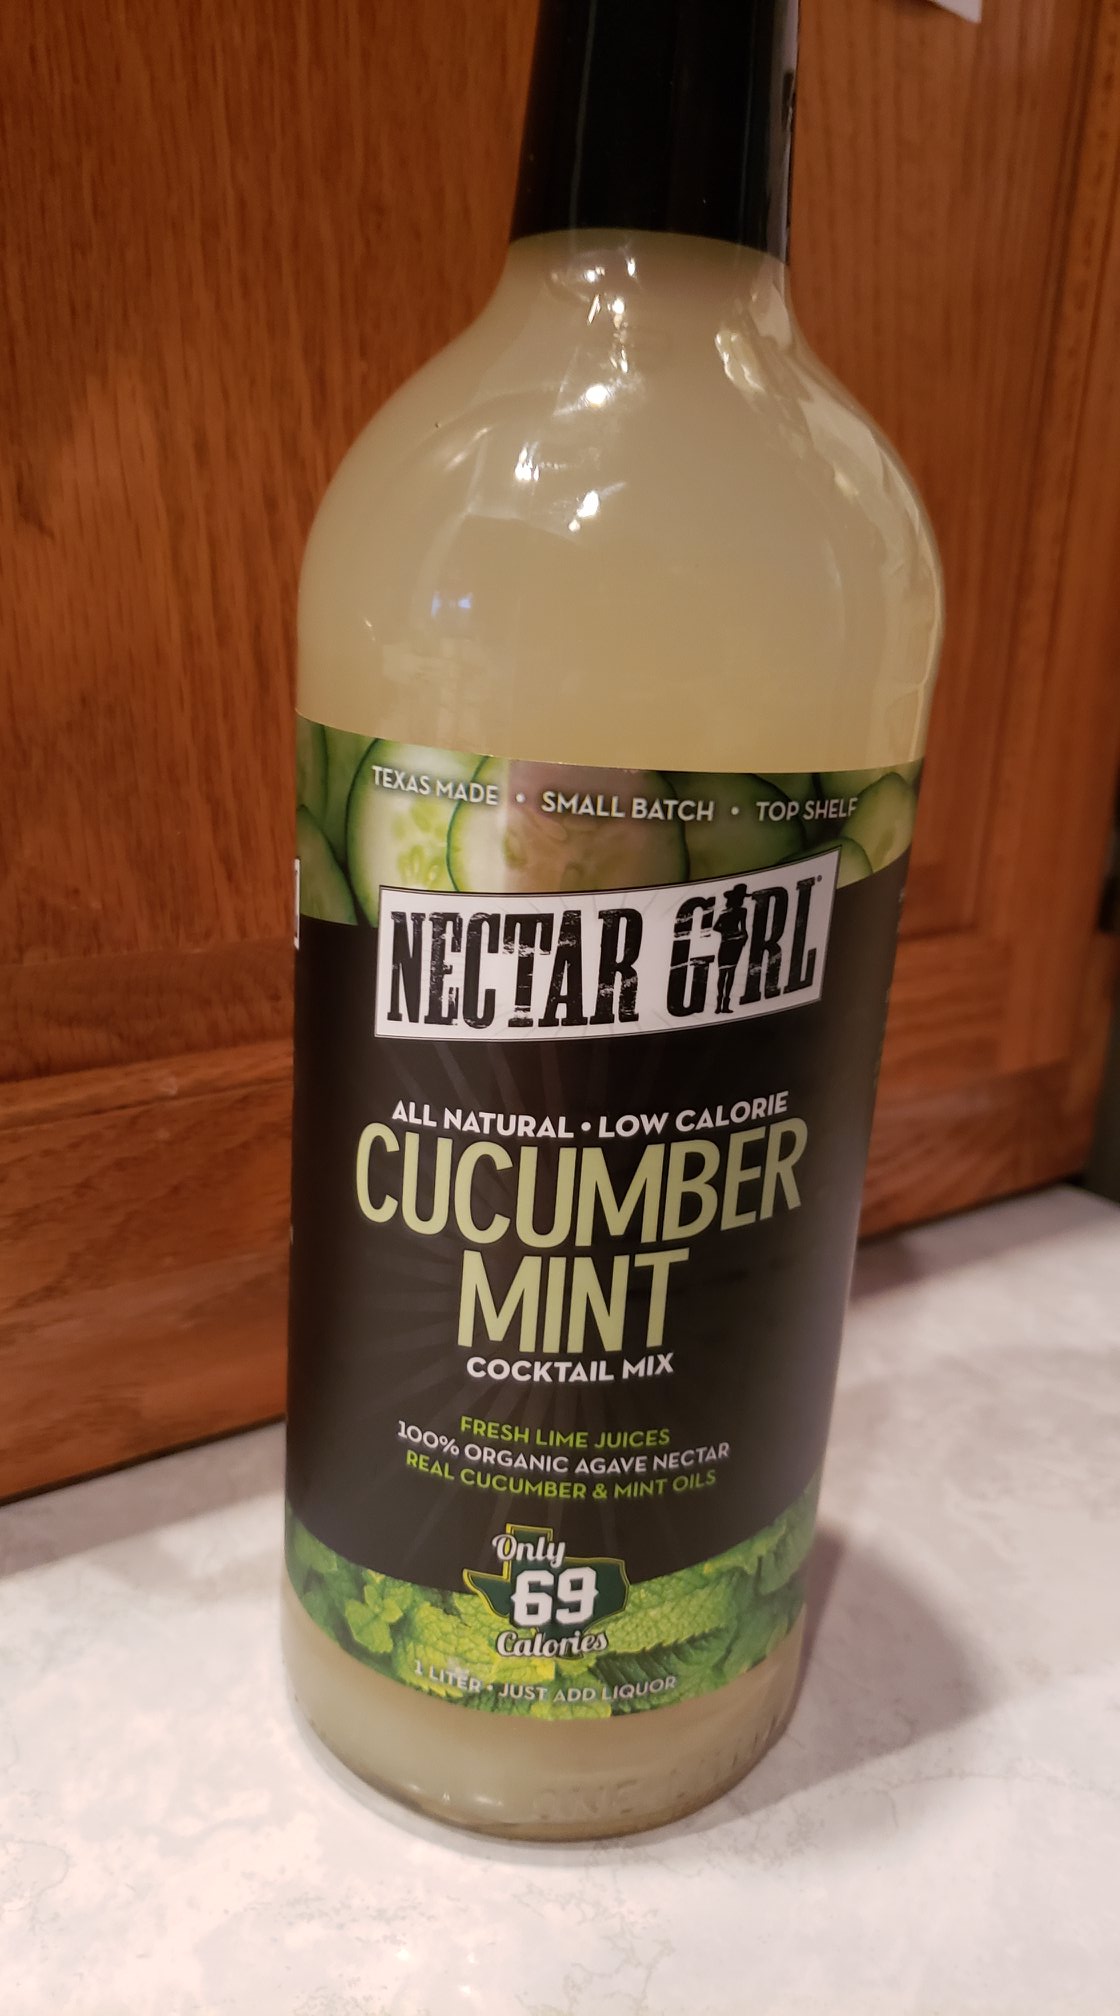 TEXAS MADE • SMALL BATCH • TOP SHELF
NECTAR GIRL
ALL NATURAL • LOW CALORIE
CUCUMBER
MINT
COCKTAIL MIX
FRESH LIME JUICES
100% ORGANIC AGAVE NECTAR
REAL CUCUMBER & MINT OILS
Only
69
Calories
1 LITER • JUST ADD LIQUOR